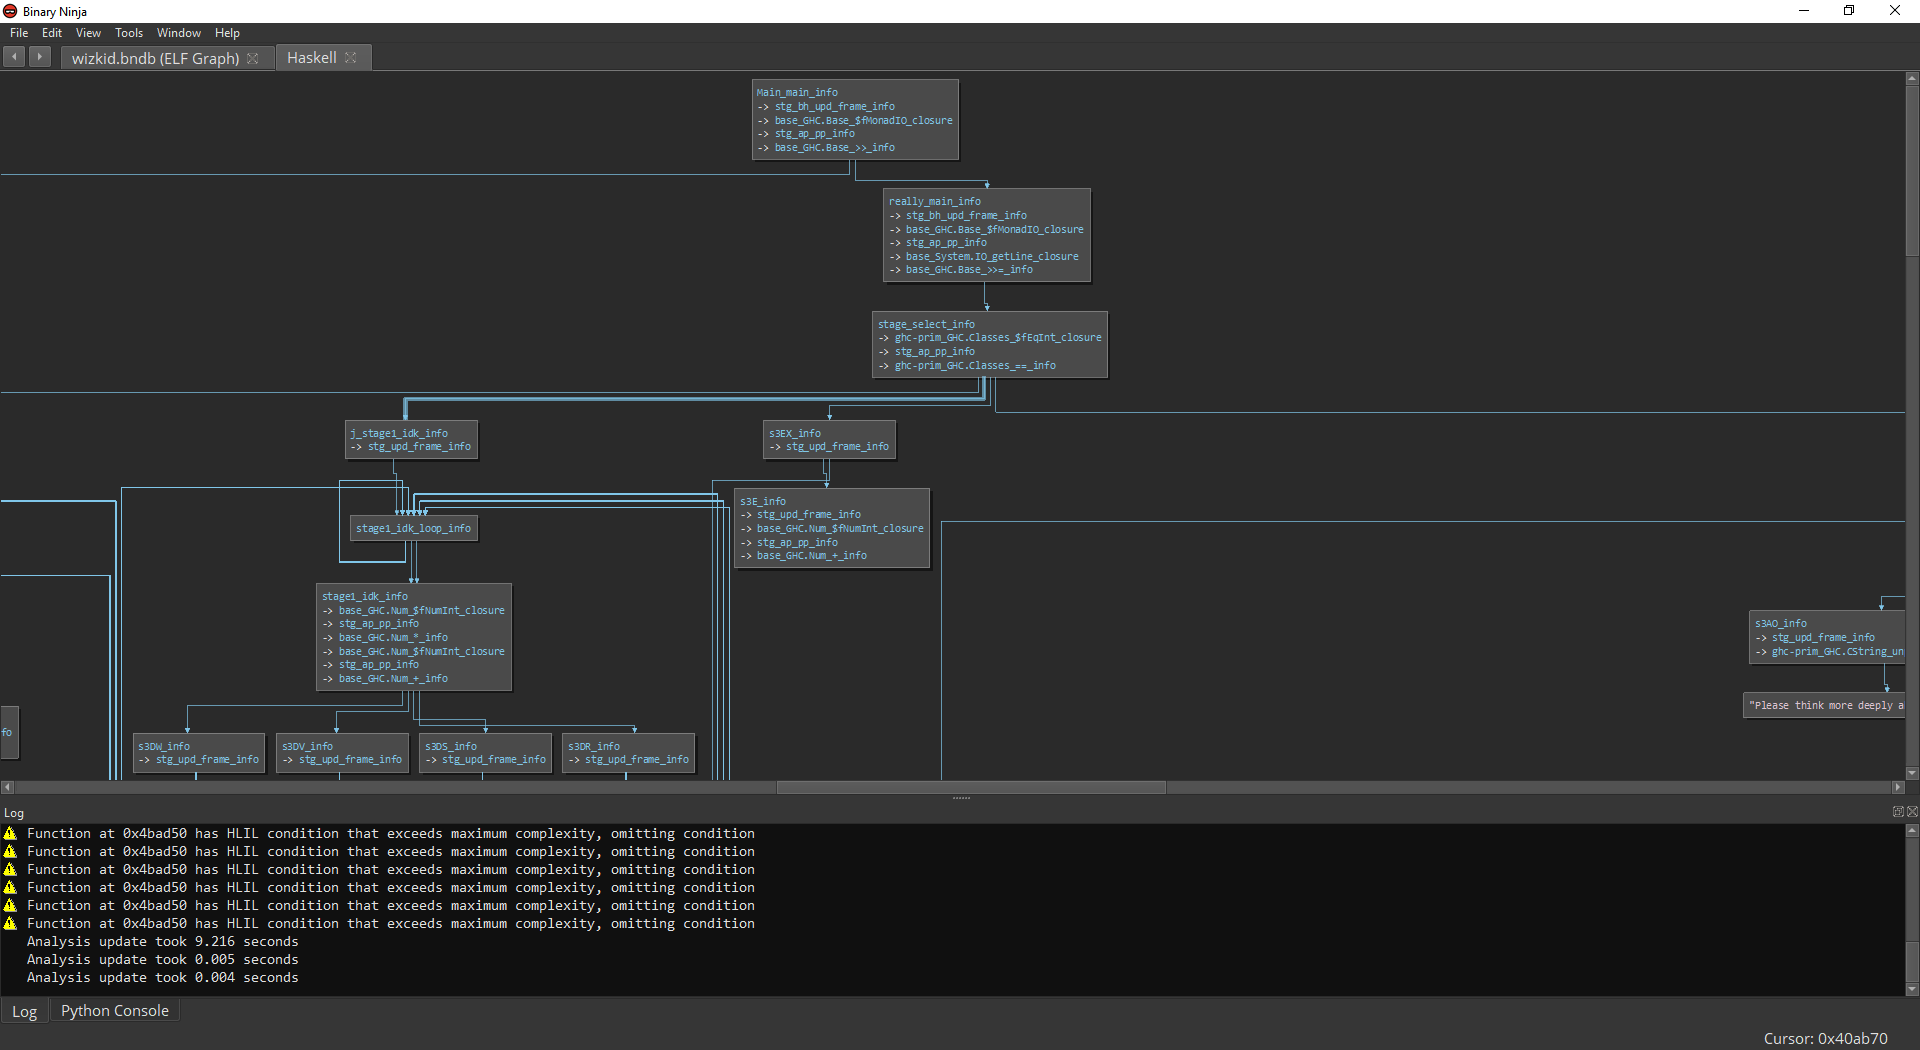 Binary Ninja
File Edit View Tools Window Help
wizkid.bndb (ELF Graph) Haskell
Main_main_info
-> stg_bh_upd_frame_info
-> base_GHC.Base_$fMonadIO_closure
-> stg_ap_pp_info
-> base_GHC.Base_>>_info
really_main_info
-> stg_bh_upd_frame_info
-> base_GHC.Base_$fMonadIO_closure
-> stg_ap_pp_info
-> base_System.IO_getLine_closure
-> base_GHC.Base_>>=_info
stage_select_info
-> ghc-prim_GHC.Classes_$fEqInt_closure
-> stg_ap_pp_info
-> ghc-prim_GHC.Classes_==_info
j_stage1_idk_info
-> stg_upd_frame_info
s3EX_info
-> stg_upd_frame_info
stage1_idk_loop_info
s3E_info
-> stg_upd_frame_info
-> base_GHC.Num_$fNumInt_closure
-> stg_ap_pp_info
-> base_GHC.Num_+_info
stage1_idk_info
-> base_GHC.Num_$fNumInt_closure
-> stg_ap_pp_info
-> base_GHC.Num_*_info
-> base_GHC.Num_$fNumInt_closure
-> stg_ap_pp_info
-> base_GHC.Num_+_info
s3AO_info
-> stg_upd_frame_info
-> ghc-prim_GHC.CString_un
"Please think more deeply a
fo
s3DW_info
-> stg_upd_frame_info
s3DV_info
-> stg_upd_frame_info
s3DS_info
-> stg_upd_frame_info
s3DR_info
-> stg_upd_frame_info
Log
Function at 0x4bad50 has HLIL condition that exceeds maximum complexity, omitting condition
Function at 0x4bad50 has HLIL condition that exceeds maximum complexity, omitting condition
Function at 0x4bad50 has HLIL condition that exceeds maximum complexity, omitting condition
Function at 0x4bad50 has HLIL condition that exceeds maximum complexity, omitting condition
Function at 0x4bad50 has HLIL condition that exceeds maximum complexity, omitting condition
Function at 0x4bad50 has HLIL condition that exceeds maximum complexity, omitting condition
Analysis update took 9.216 seconds
Analysis update took 0.005 seconds
Analysis update took 0.004 seconds
Log Python Console
Cursor: 0x40ab70